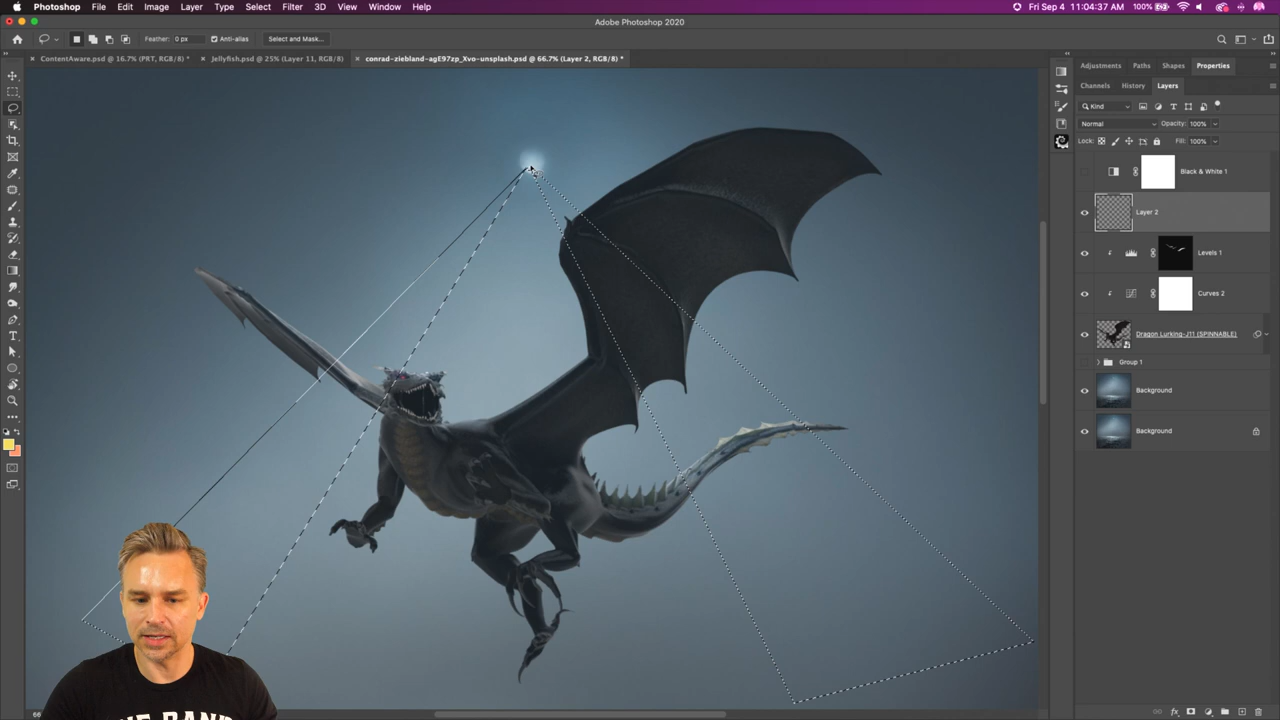 Photoshop File Edit Image Layer Type Select Filter 3D View Window Help 100% Fri Sep 4 11:04:37 AM
Adobe Photoshop 2020
Feather: 0 px Anti-alias Select and Mask...
ContentAware.psd @ 16.7% (PRT, RGB/8) * Jellyfish.psd @ 25% (Layer 11, RGB/8) conrad-ziebland-agE97zp_Xvo-unsplash.psd @ 66.7% (Layer 2, RGB/8) *
Adjustments Paths Shapes Properties
Channels History Layers
Kind
Normal Opacity: 100%
Lock: Fill: 100%
Black & White 1
Layer 2
Levels 1
Curves 2
Dragon Lurking-J11 (SPINNABLE)
Group 1
Background
Background
66
THE BAND
fx